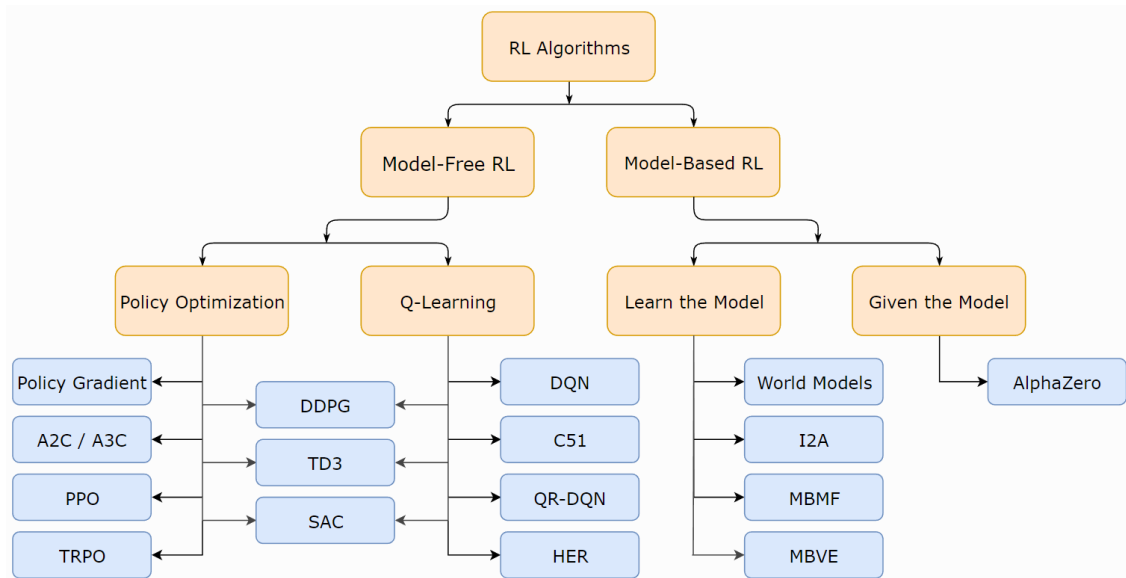 RL Algorithms
Model-Free RL
Model-Based RL
Policy Optimization
Q-Learning
Learn the Model
Given the Model
Policy Gradient
DDPG
DQN
World Models
AlphaZero
A2C / A3C
TD3
C51
I2A
PPO
SAC
QR-DQN
MBMF
TRPO
HER
MBVE